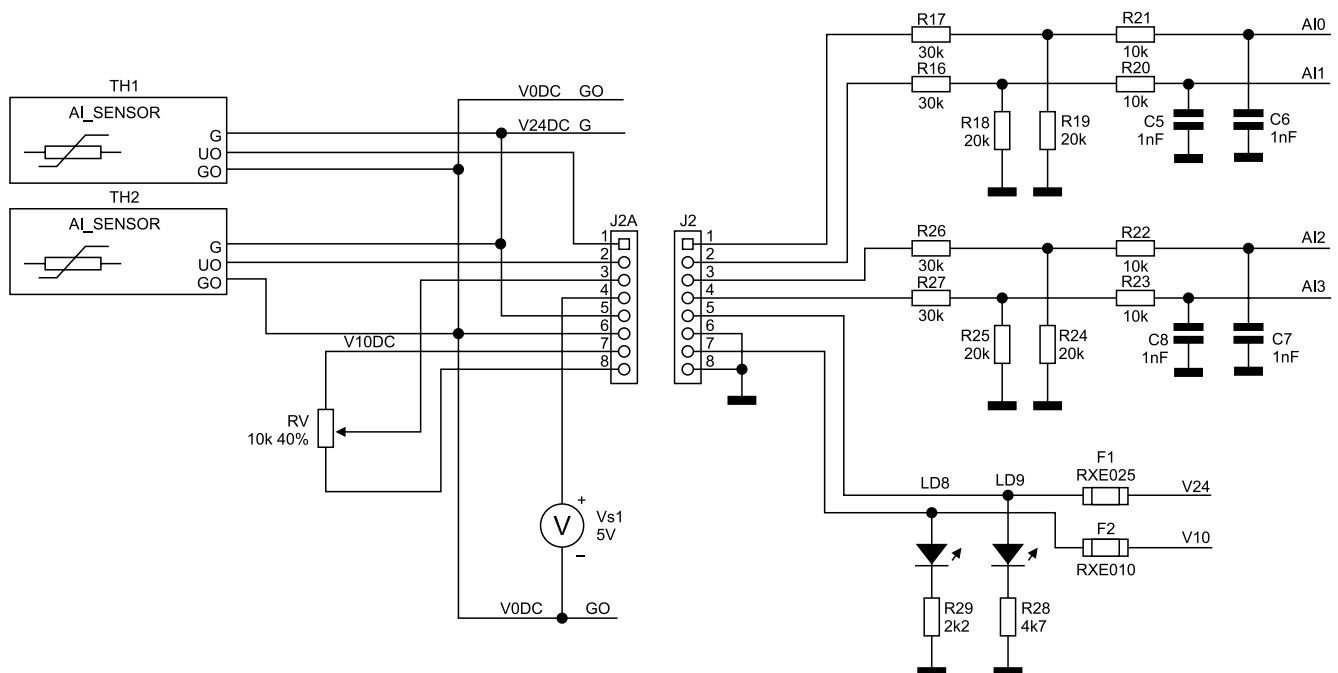 TH1
AI_SENSOR
G
UO
GO
TH2
AI_SENSOR
G
UO
GO
V0DC GO
V24DC G
V10DC
RV
10k 40%
Vs1
5V
+
V
–
V0DC GO
J2A
1
2
3
4
5
6
7
8
J2
1
2
3
4
5
6
7
8
R17
30k
R16
30k
R18
20k
R19
20k
R21
10k
R20
10k
C5
1nF
C6
1nF
AI0
AI1
R26
30k
R27
30k
R25
20k
R24
20k
R22
10k
R23
10k
C8
1nF
C7
1nF
AI2
AI3
LD8
LD9
F1
RXE025
V24
F2
RXE010
V10
R29
2k2
R28
4k7